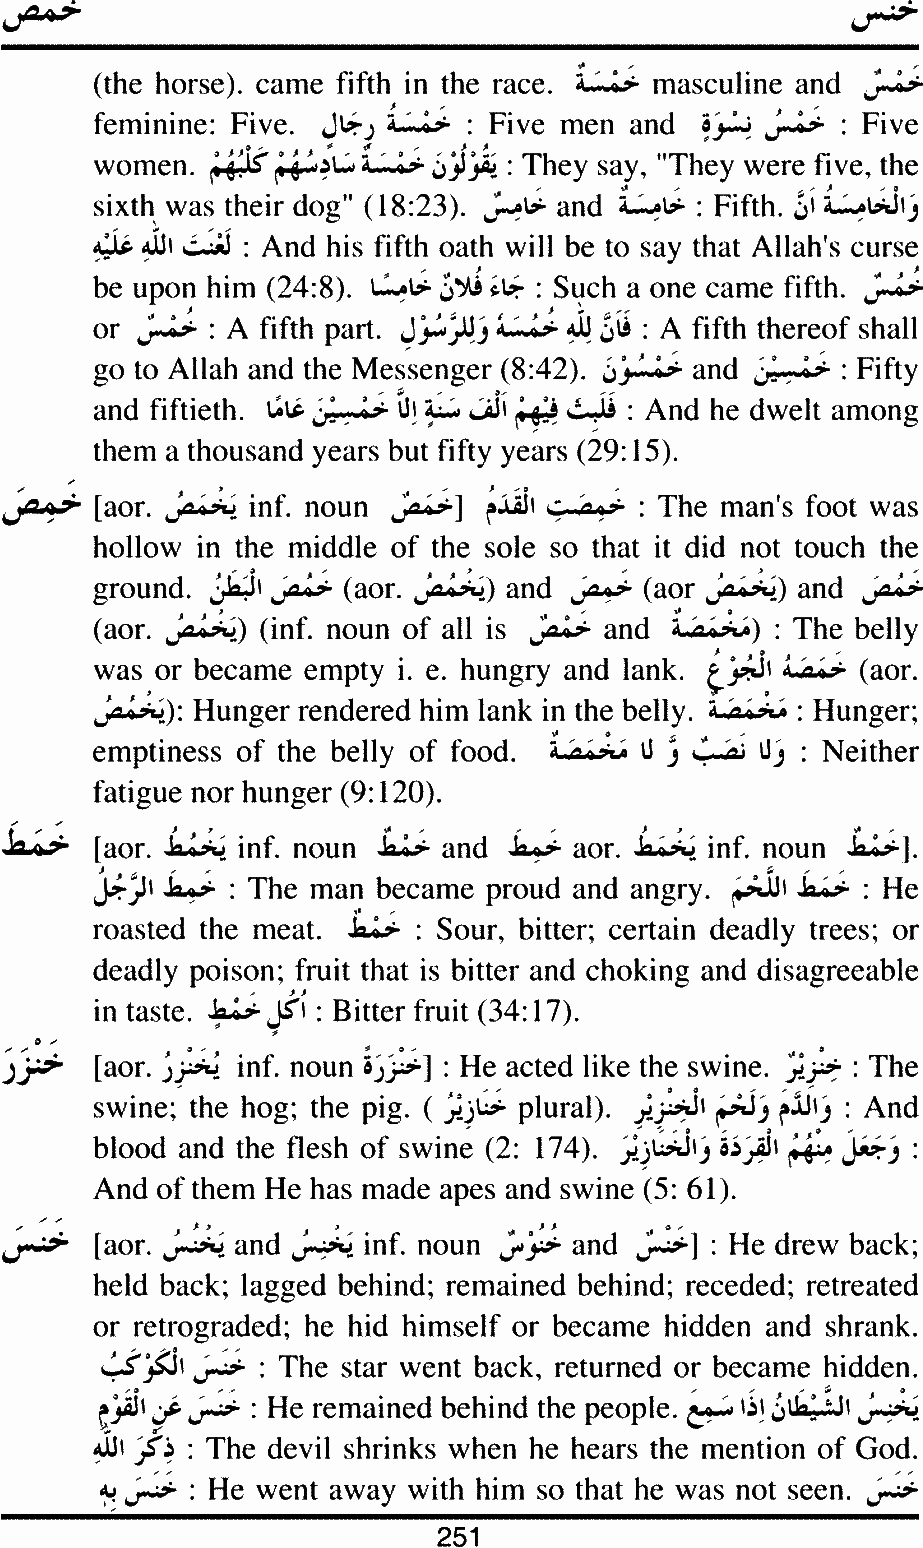 خمص خنس
(the horse). came fifth in the race. خَمْسَةٌ masculine and خَمْسٌ
feminine: Five. خَمْسَةُ رِجَالٍ : Five men and خَمْسُ نِسْوَةٍ : Five
women. يَقُوْلُوْنَ خَمْسَةٌ سَادِسُهُمْ كَلْبُهُمْ : They say, "They were five, the
sixth was their dog" (18:23). خَامِسٌ and خَامِسَةٌ : Fifth. وَالْخَامِسَةُ اَنَّ
لَعْنَتَ اللّٰهِ عَلَيْهِ : And his fifth oath will be to say that Allah's curse
be upon him (24:8). جَاءَ فُلَانٌ خَامِسًا : Such a one came fifth. خُمُسٌ
or خُمْسٌ : A fifth part. فَاَنَّ لِلّٰهِ خُمُسَهٗ وَلِلرَّسُوْلِ : A fifth thereof shall
go to Allah and the Messenger (8:42). خَمْسُوْنَ and خَمْسِيْنَ : Fifty
and fiftieth. فَلَبِثَ فِيْهِمْ اَلْفَ سَنَةٍ اِلَّا خَمْسِيْنَ عَامًا : And he dwelt among
them a thousand years but fifty years (29:15).
خَمِصَ [aor. يَخْمَصُ inf. noun خَمَصٌ] خَمِصَتِ الْقَدَمُ : The man's foot was
hollow in the middle of the sole so that it did not touch the
ground. خَمُصَ الْبَطْنُ (aor. يَخْمُصُ) and خَمِصَ (aor يَخْمَصُ) and خَمَصَ
(aor. يَخْمُصُ) (inf. noun of all is خَمْصٌ and مَخْمَصَةٌ) : The belly
was or became empty i. e. hungry and lank. خَمَصَهُ الْجُوْعُ (aor.
يَخْمُصُ): Hunger rendered him lank in the belly. مَخْمَصَةٌ : Hunger;
emptiness of the belly of food. وَلَا نَصَبٌ وَّ لَا مَخْمَصَةٌ : Neither
fatigue nor hunger (9:120).
خَمَطَ [aor. يَخْمُطُ inf. noun خَمْطٌ and خَمِطَ aor. يَخْمَطُ inf. noun خَمْطٌ].
خَمِطَ الرَّجُلُ : The man became proud and angry. خَمَطَ اللَّحْمَ : He
roasted the meat. خَمْطٌ : Sour, bitter; certain deadly trees; or
deadly poison; fruit that is bitter and choking and disagreeable
in taste. اُكُلٍ خَمْطٍ : Bitter fruit (34:17).
خَنْزَرَ [aor. يُخَنْزِرُ inf. noun خَنْزَرَةٌ] : He acted like the swine. خِنْزِيْرٌ : The
swine; the hog; the pig. ( خَنَازِيْرُ plural). وَالدَّمَ وَلَحْمَ الْخِنْزِيْرِ : And
blood and the flesh of swine (2: 174). وَجَعَلَ مِنْهُمُ الْقِرَدَةَ وَالْخَنَازِيْرَ :
And of them He has made apes and swine (5: 61).
خَنَسَ [aor. يَخْنُسُ and يَخْنِسُ inf. noun خُنُوْسٌ and خَنْسٌ] : He drew back;
held back; lagged behind; remained behind; receded; retreated
or retrograded; he hid himself or became hidden and shrank.
خَنَسَ الْكَوْكَبُ : The star went back, returned or became hidden.
خَنَسَ عَنِ الْقَوْمِ : He remained behind the people. يَخْنِسُ الشَّيْطَانُ اِذَا سَمِعَ
ذِكْرَ اللّٰهِ : The devil shrinks when he hears the mention of God.
خَنَسَ بِهٖ : He went away with him so that he was not seen. خَنَسَ
251